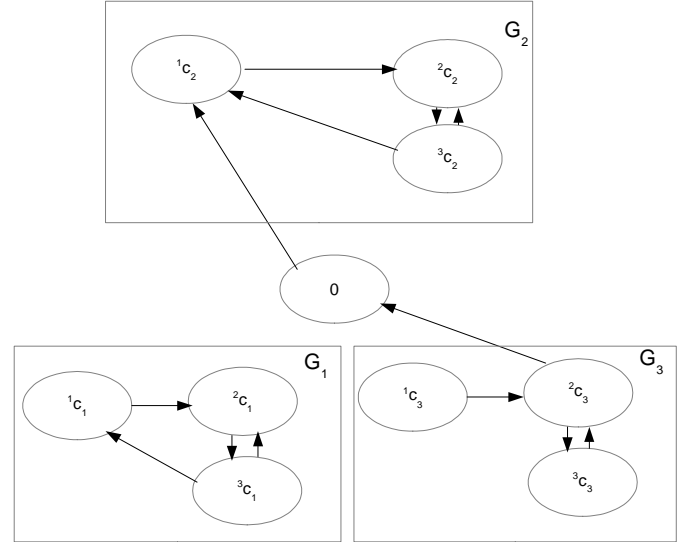 G₂
¹c₂
²c₂
³c₂
0
G₁
G₃
¹c₁
²c₁
¹c₃
²c₃
³c₁
³c₃